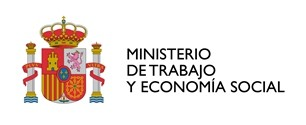 MINISTERIO
DE TRABAJO
Y ECONOMÍA SOCIAL